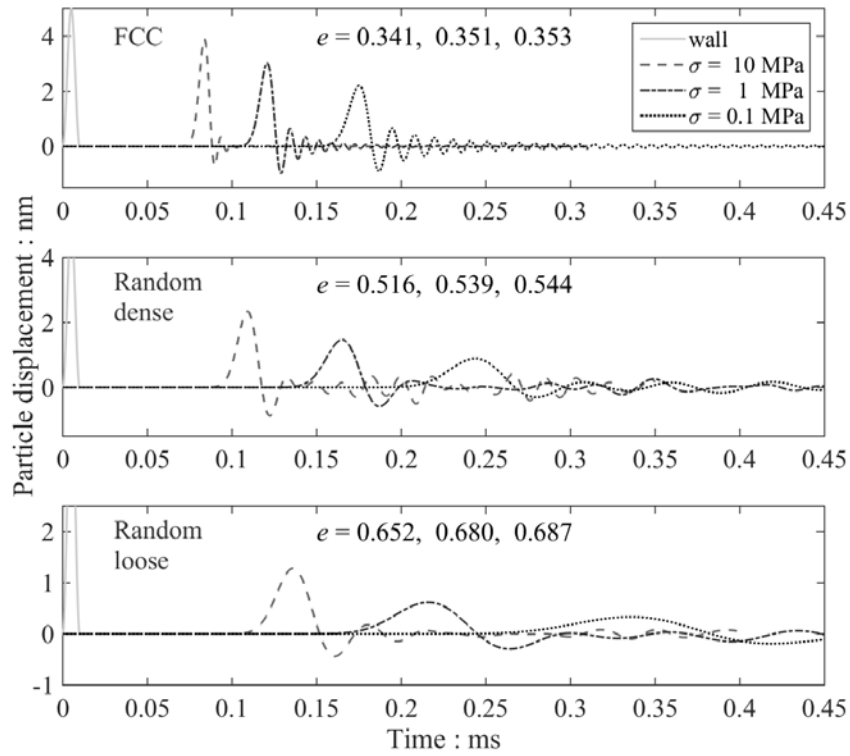 FCC
e = 0.341, 0.351, 0.353
wall
σ = 10 MPa
σ = 1 MPa
σ = 0.1 MPa
4
2
0
0 0.05 0.1 0.15 0.2 0.25 0.3 0.35 0.4 0.45
Particle displacement : nm
Random
dense
e = 0.516, 0.539, 0.544
4
2
0
0 0.05 0.1 0.15 0.2 0.25 0.3 0.35 0.4 0.45
Random
loose
e = 0.652, 0.680, 0.687
2
1
0
-1
0 0.05 0.1 0.15 0.2 0.25 0.3 0.35 0.4 0.45
Time : ms